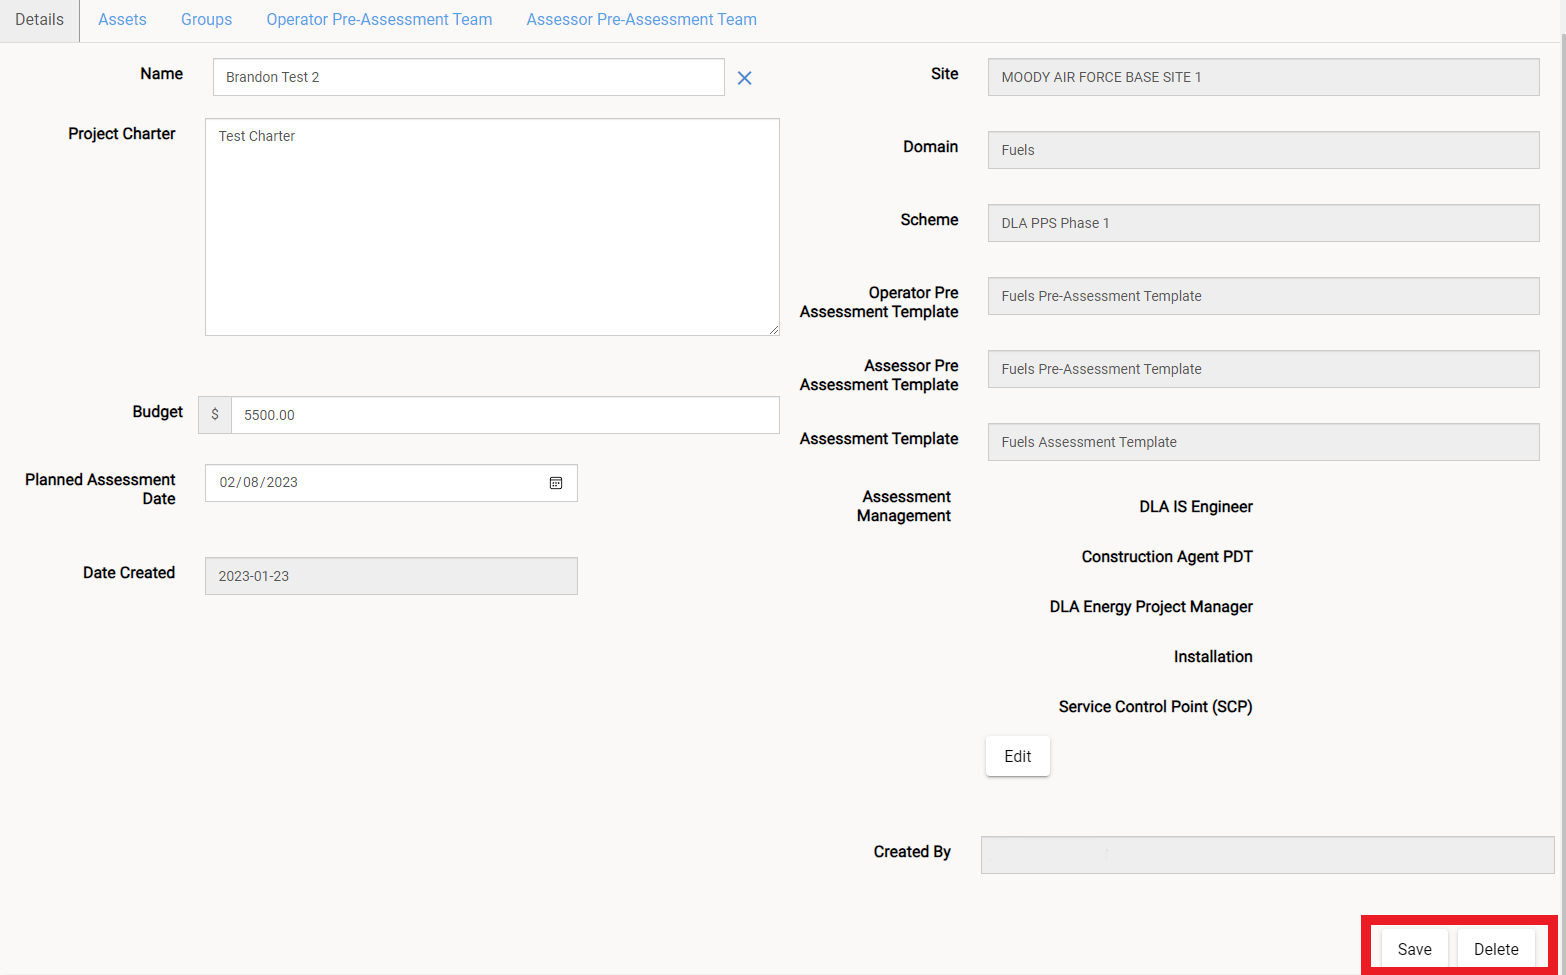 Details Assets Groups Operator Pre-Assessment Team Assessor Pre-Assessment Team
Name
Brandon Test 2
Project Charter
Test Charter
Budget
$ 5500.00
Planned Assessment
Date
02/08/2023
Date Created
2023-01-23
Site
MOODY AIR FORCE BASE SITE 1
Domain
Fuels
Scheme
DLA PPS Phase 1
Operator Pre
Assessment Template
Fuels Pre-Assessment Template
Assessor Pre
Assessment Template
Fuels Pre-Assessment Template
Assessment Template
Fuels Assessment Template
Assessment
Management
DLA IS Engineer
Construction Agent PDT
DLA Energy Project Manager
Installation
Service Control Point (SCP)
Edit
Created By
Save Delete